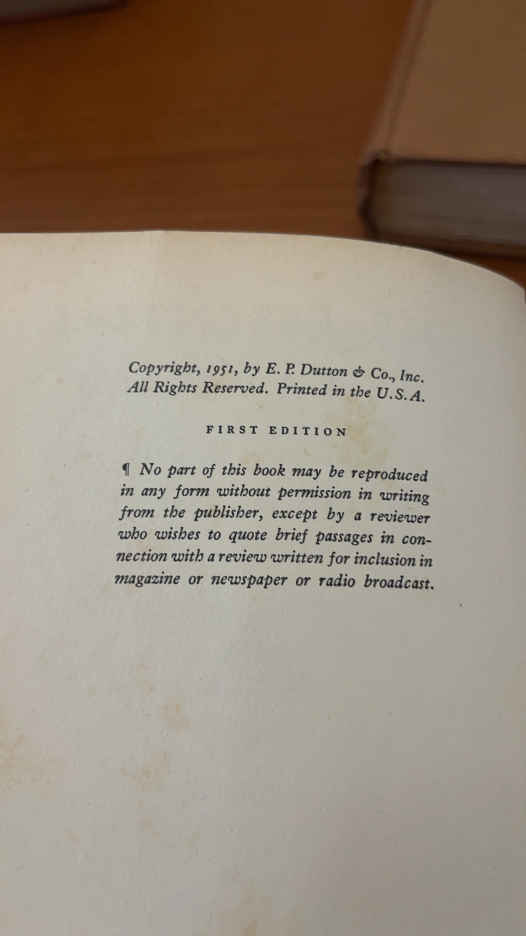 Copyright, 1951, by E. P. Dutton & Co., Inc.
All Rights Reserved. Printed in the U.S.A.
FIRST EDITION
¶ No part of this book may be reproduced
in any form without permission in writing
from the publisher, except by a reviewer
who wishes to quote brief passages in con-
nection with a review written for inclusion in
magazine or newspaper or radio broadcast.